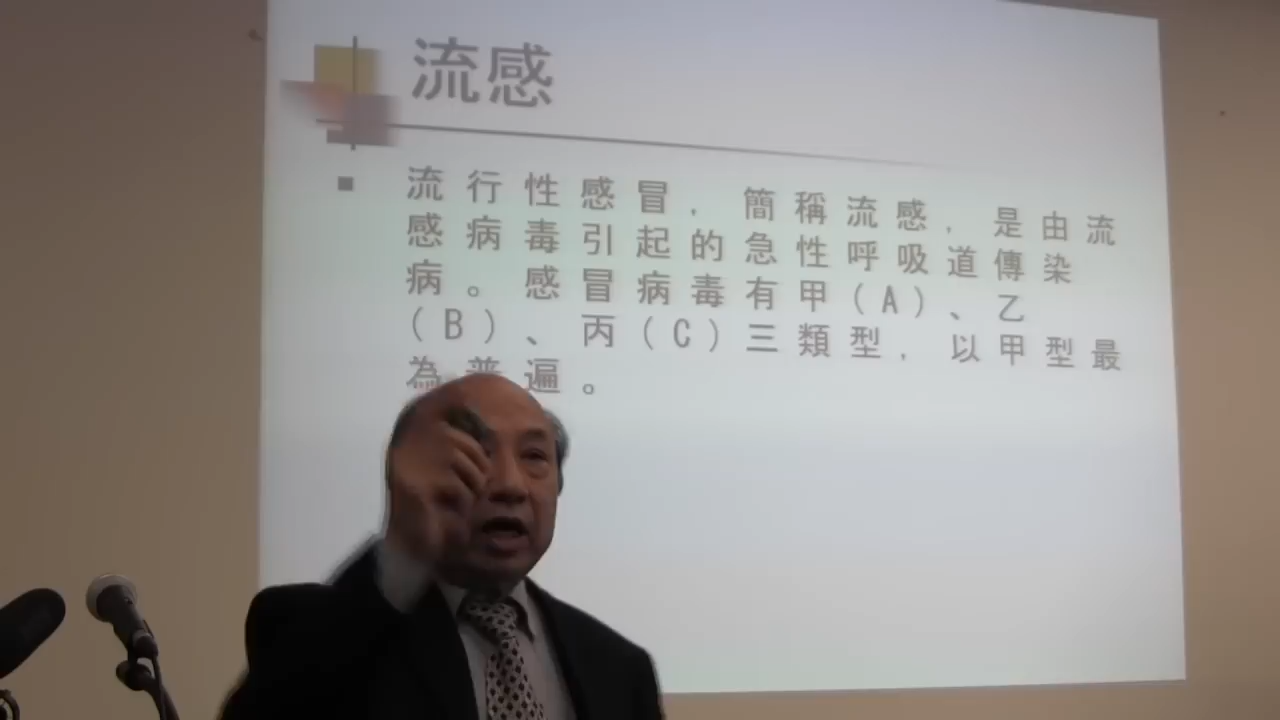 流感
流行性感冒，簡稱流感，是由流
感病毒引起的急性呼吸道傳染
病。感冒病毒有甲(A)、乙
(B)、丙(C)三類型，以甲型最
為普遍。